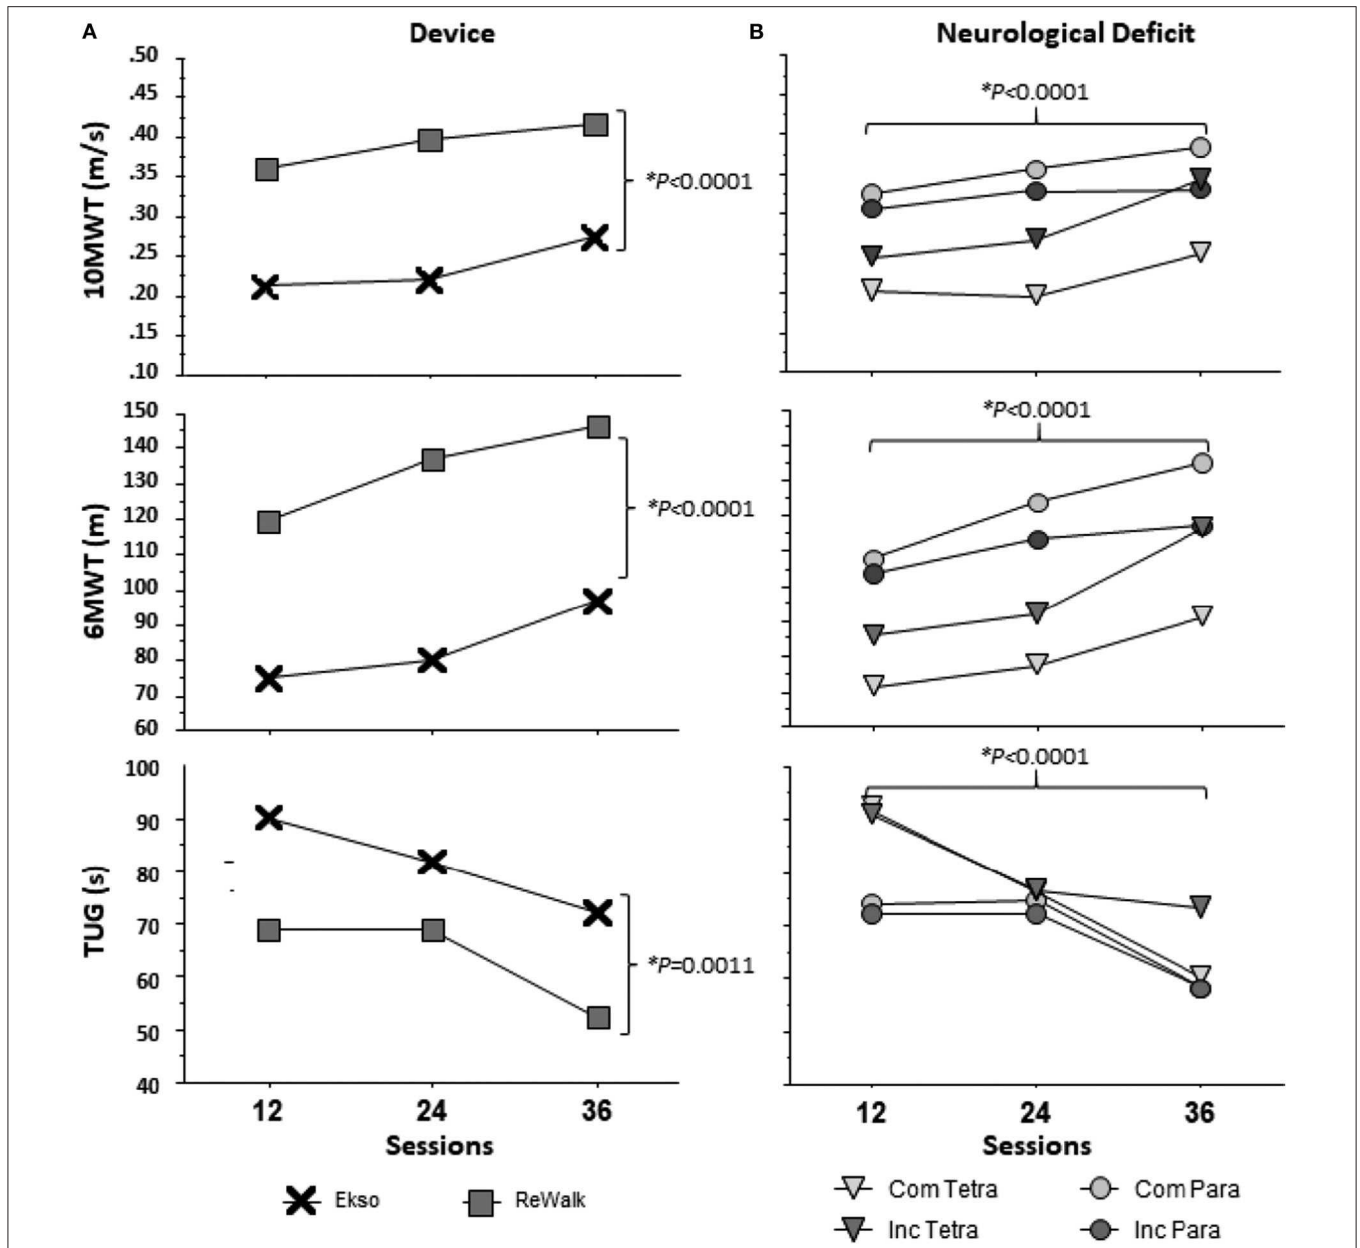 A Device B Neurological Deficit
.50
.45
.40
.35
.30
.25
.20
.15
.10
10MWT (m/s)
*P<0.0001
*P<0.0001
150
140
130
120
110
100
90
80
70
60
6MWT (m)
*P<0.0001
*P<0.0001
100
90
80
70
60
50
40
TUG (s)
*P=0.0011
*P<0.0001
12 24 36 12 24 36
Sessions Sessions
Ekso ReWalk
Com Tetra Com Para
Inc Tetra Inc Para